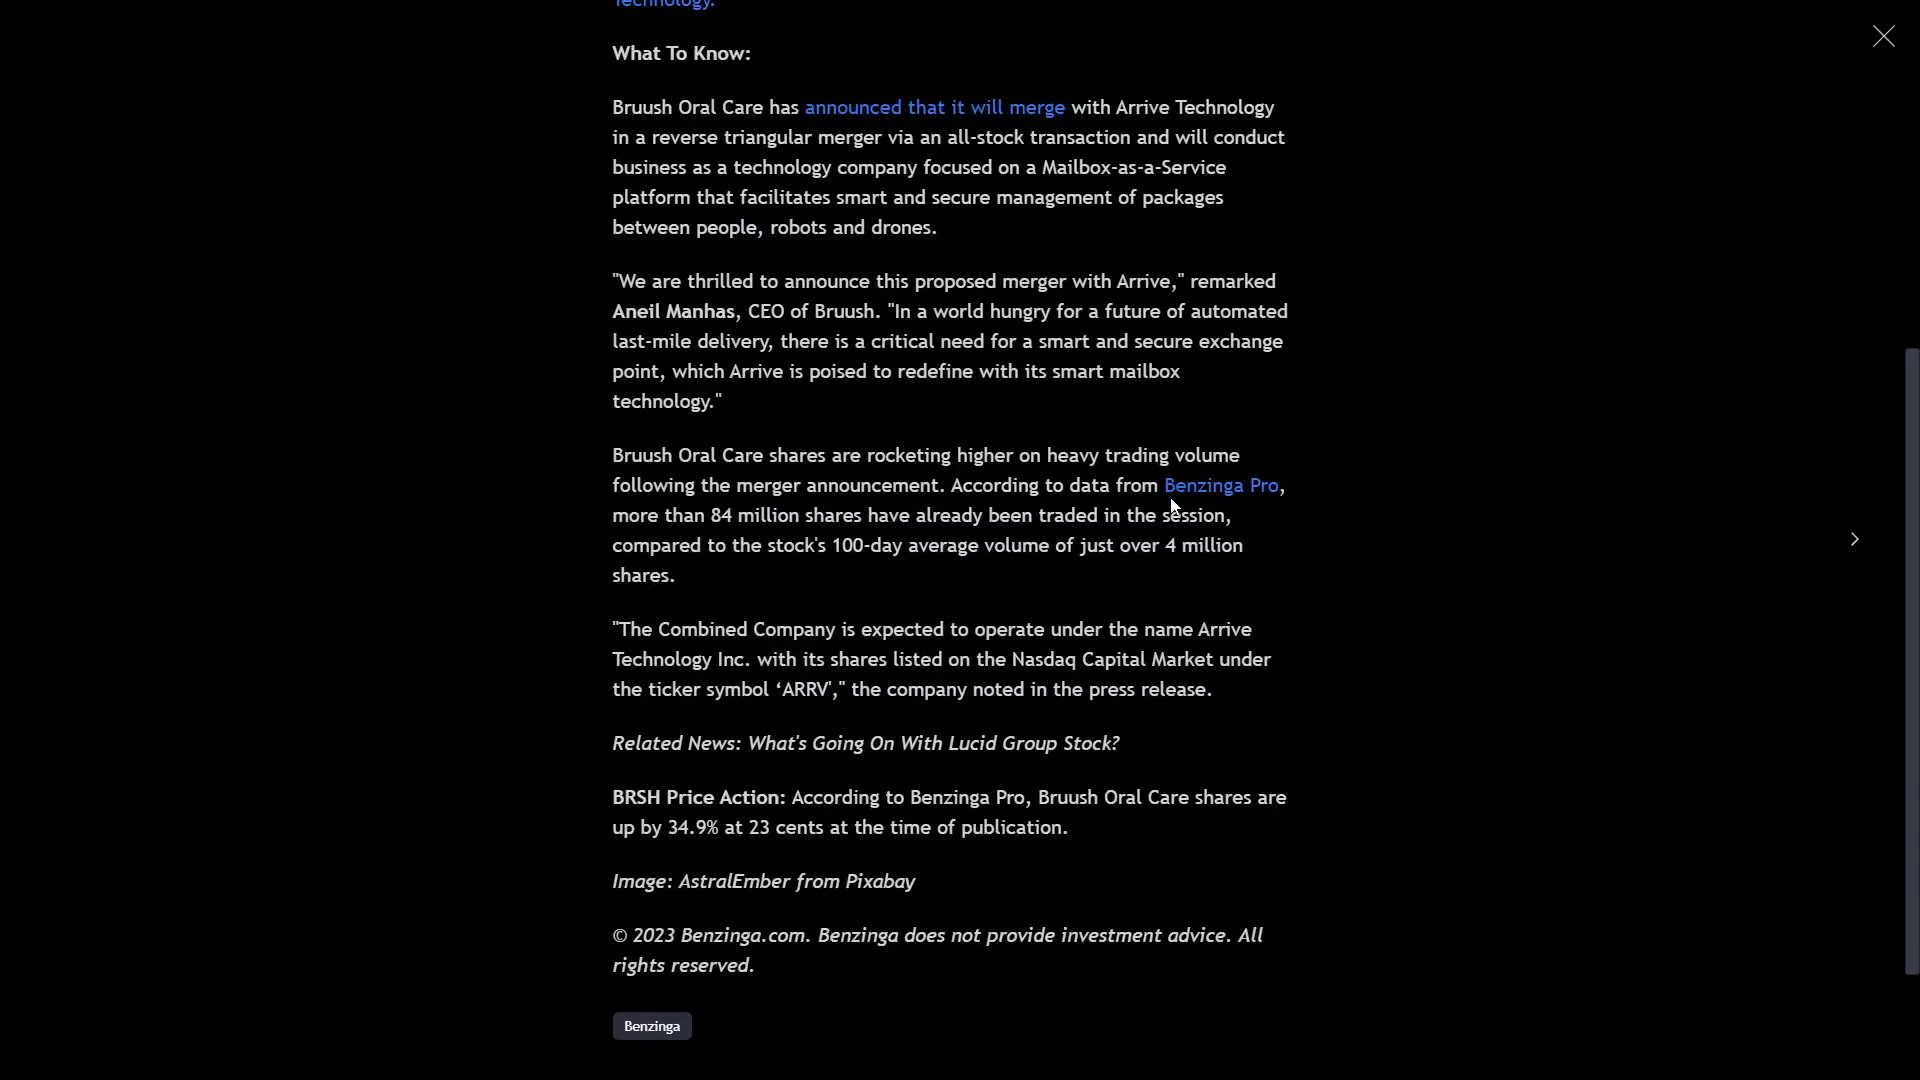 Technology.
What To Know:
Bruush Oral Care has announced that it will merge with Arrive Technology
in a reverse triangular merger via an all-stock transaction and will conduct
business as a technology company focused on a Mailbox-as-a-Service
platform that facilitates smart and secure management of packages
between people, robots and drones.
"We are thrilled to announce this proposed merger with Arrive," remarked
Aneil Manhas, CEO of Bruush. "In a world hungry for a future of automated
last-mile delivery, there is a critical need for a smart and secure exchange
point, which Arrive is poised to redefine with its smart mailbox
technology."
Bruush Oral Care shares are rocketing higher on heavy trading volume
following the merger announcement. According to data from Benzinga Pro,
more than 84 million shares have already been traded in the session,
compared to the stock's 100-day average volume of just over 4 million
shares.
"The Combined Company is expected to operate under the name Arrive
Technology Inc. with its shares listed on the Nasdaq Capital Market under
the ticker symbol ‘ARRV'," the company noted in the press release.
Related News: What's Going On With Lucid Group Stock?
BRSH Price Action: According to Benzinga Pro, Bruush Oral Care shares are
up by 34.9% at 23 cents at the time of publication.
Image: AstralEmber from Pixabay
© 2023 Benzinga.com. Benzinga does not provide investment advice. All
rights reserved.
Benzinga